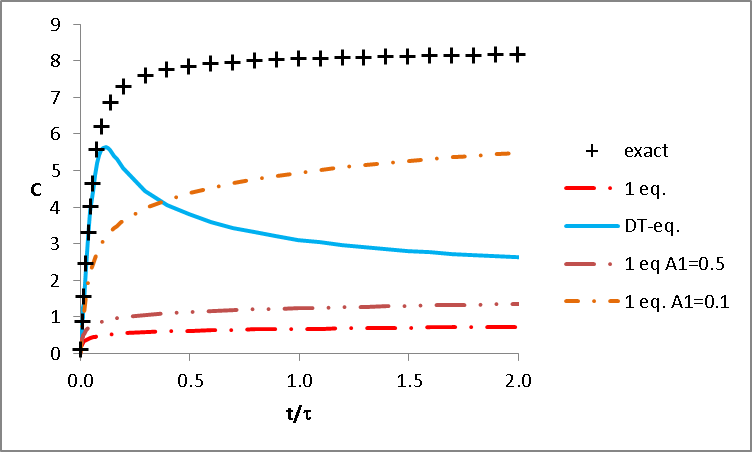 9
8
7
6
5
4
3
2
1
0
C
0.0 0.5 1.0 1.5 2.0
t/τ
exact
1 eq.
DT-eq.
1 eq A1=0.5
1 eq. A1=0.1